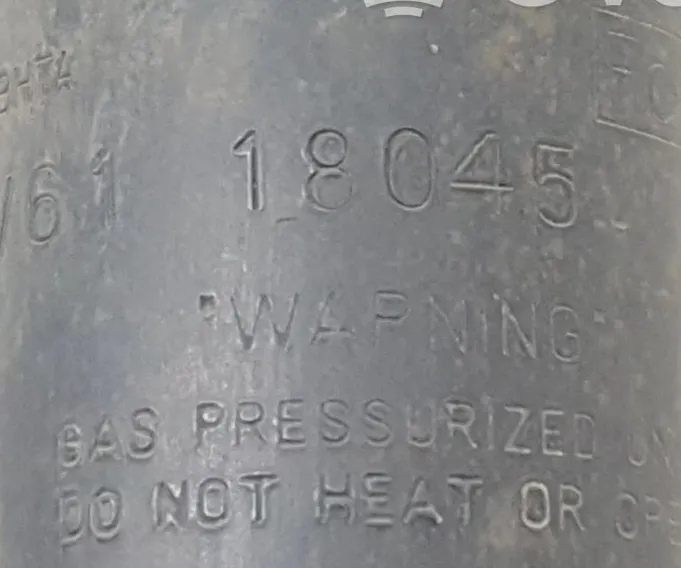 /61 18045
"WARNING"
GAS PRESSURIZED
DO NOT HEAT OR